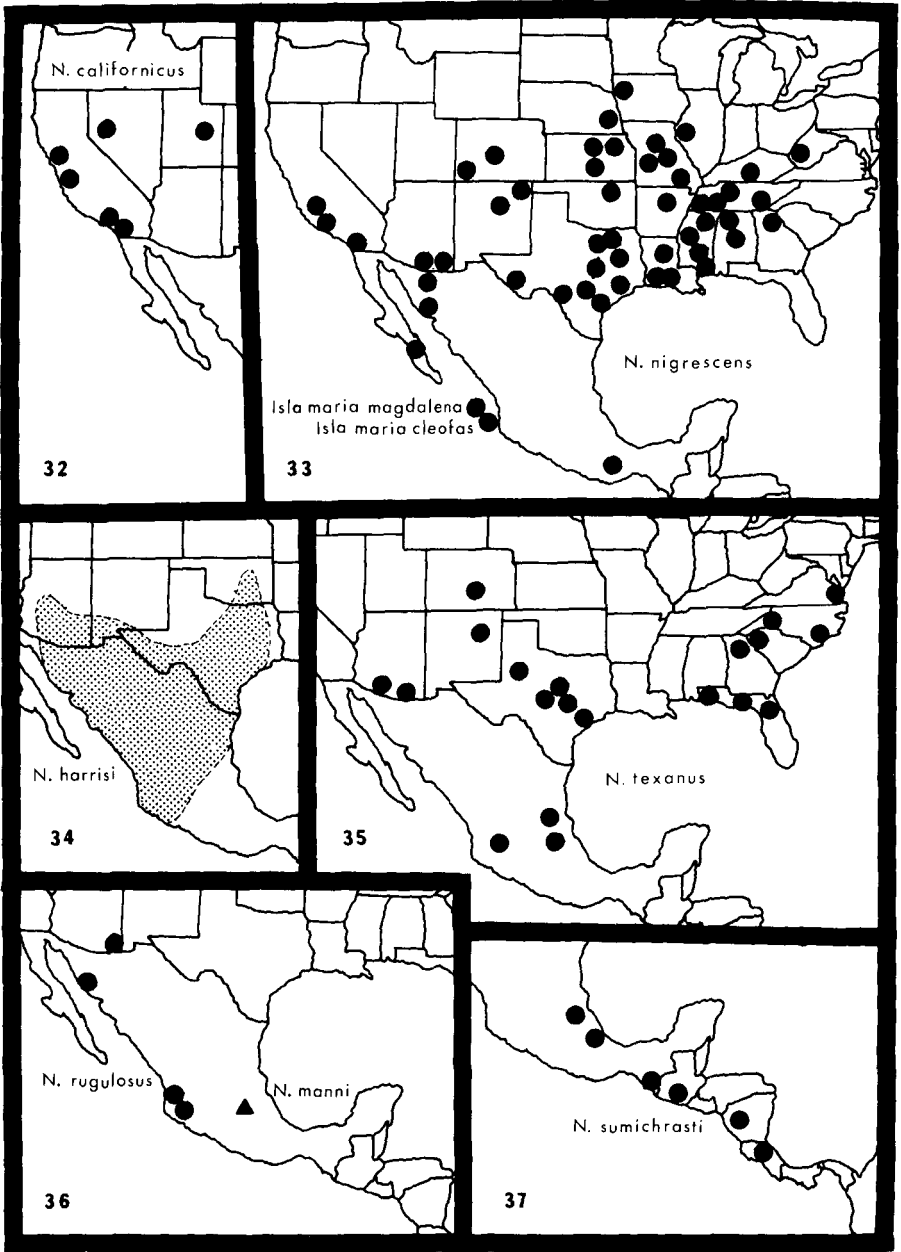 N. californicus
32
N. nigrescens
Isla maria magdalena
Isla maria cleofas
33
N. harrisi
34
N. texanus
35
N. rugulosus
N. manni
36
N. sumichrasti
37